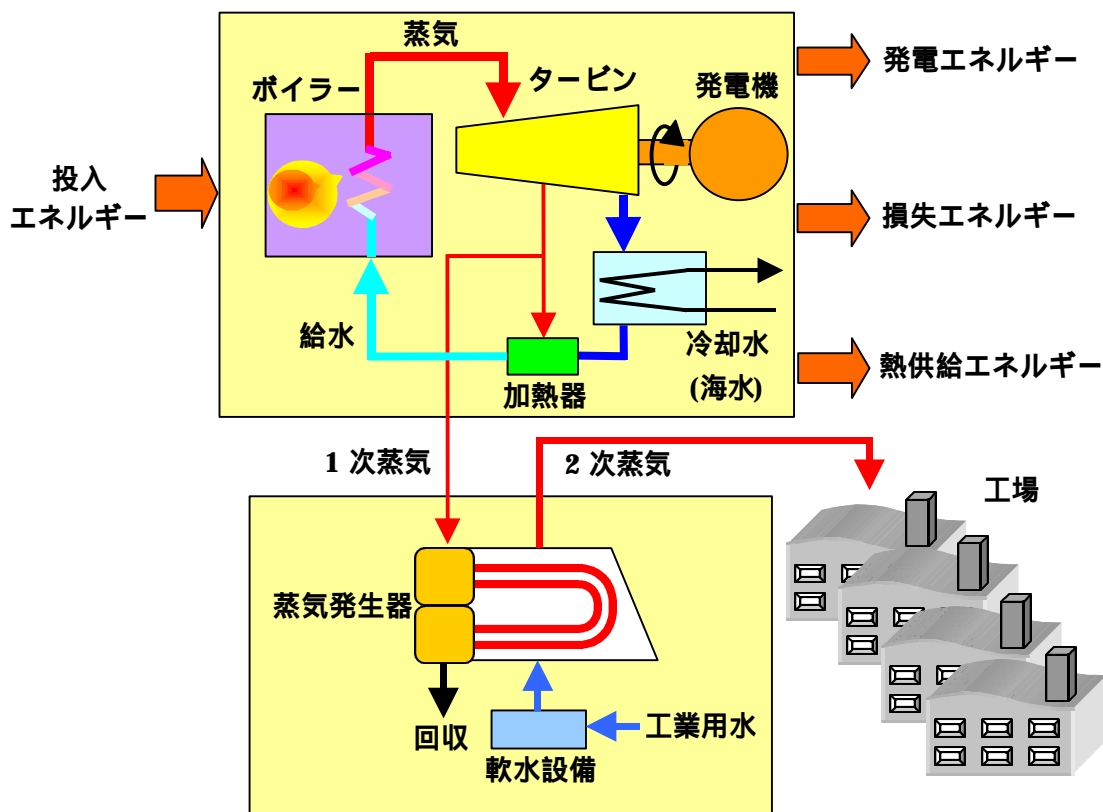 蒸気
ボイラー
タービン
発電機
発電エネルギー
投入
エネルギー
損失エネルギー
給水
加熱器
冷却水
(海水)
熱供給エネルギー
1 次蒸気
2 次蒸気
工場
蒸気発生器
回収
工業用水
軟水設備